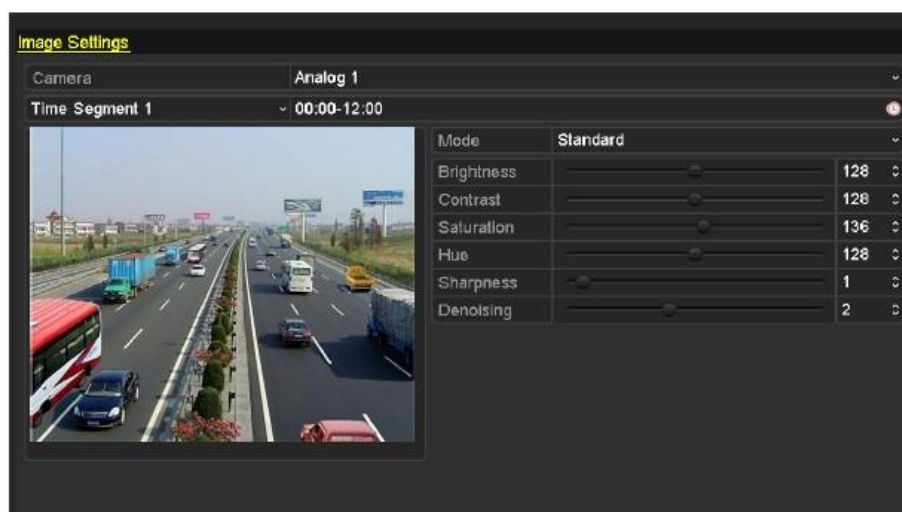 Image Settings
Camera Analog 1
Time Segment 1 00:00-12:00
Mode Standard
Brightness 128
Contrast 128
Saturation 136
Hue 128
Sharpness 1
Denoising 2